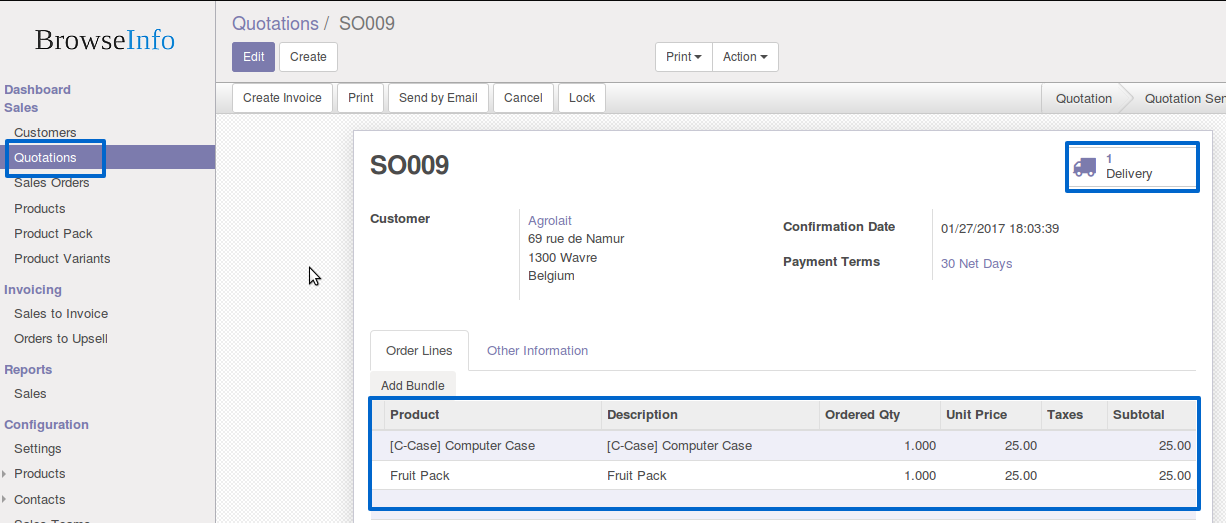 BrowseInfo
Dashboard
Sales
Customers
Quotations
Sales Orders
Products
Product Pack
Product Variants
Invoicing
Sales to Invoice
Orders to Upsell
Reports
Sales
Configuration
Settings
Products
Contacts
Sales Teams
Quotations / SO009
Edit Create Print Action
Create Invoice Print Send by Email Cancel Lock Quotation Quotation Sen
SO009
1
Delivery
Customer
Agrolait
69 rue de Namur
1300 Wavre
Belgium
Confirmation Date 01/27/2017 18:03:39
Payment Terms 30 Net Days
Order Lines Other Information
Add Bundle
Product Description Ordered Qty Unit Price Taxes Subtotal
[C-Case] Computer Case [C-Case] Computer Case 1.000 25.00 25.00
Fruit Pack Fruit Pack 1.000 25.00 25.00